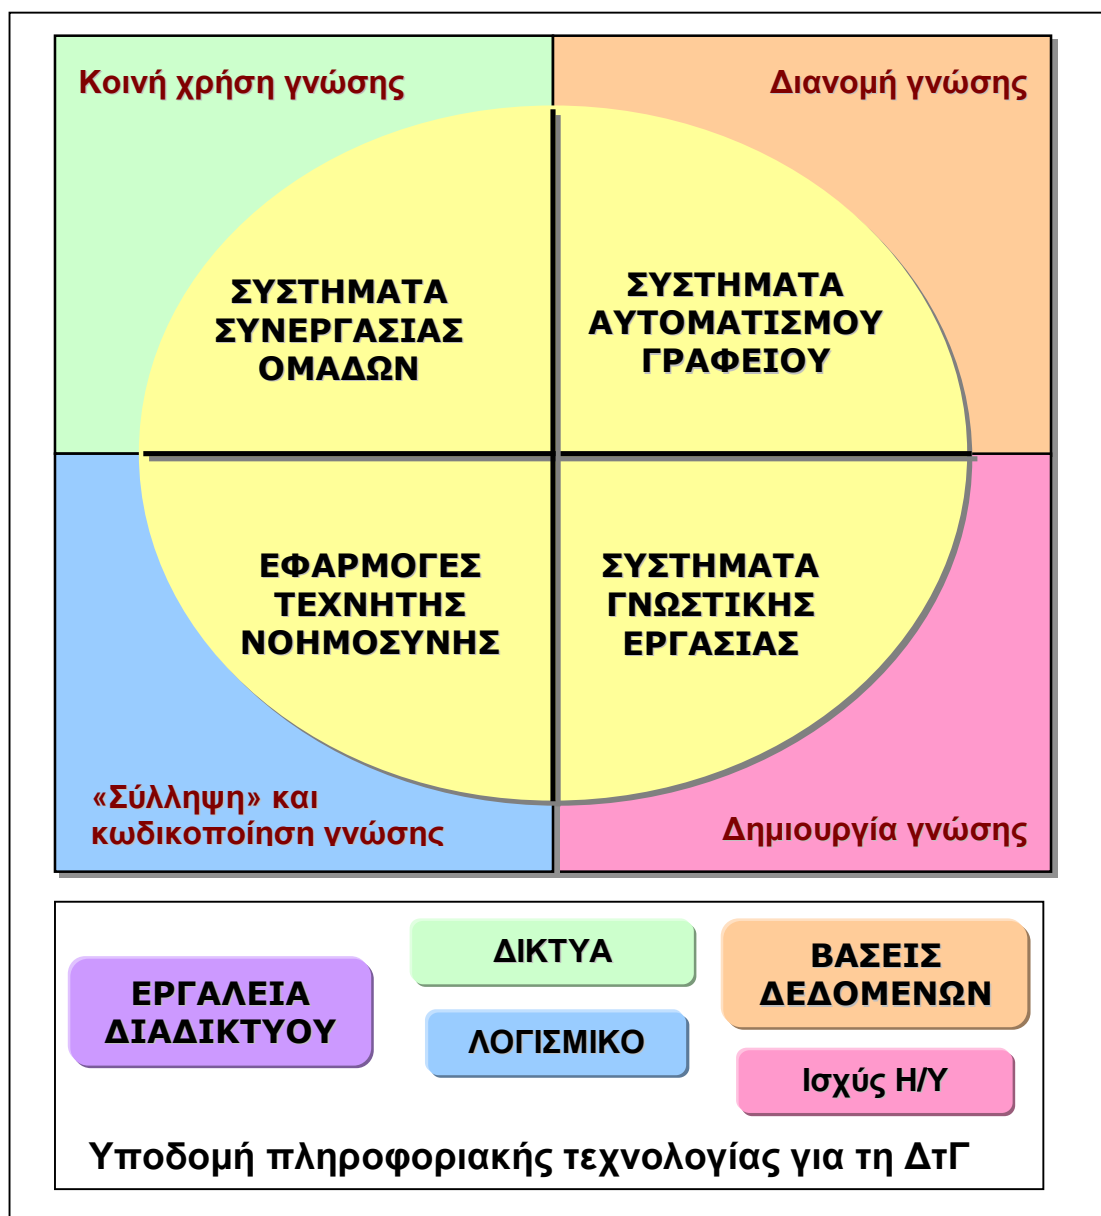 Κοινή χρήση γνώσης
Διανομή γνώσης
ΣΥΣΤΗΜΑΤΑ
ΣΥΝΕΡΓΑΣΙΑΣ
ΟΜΑΔΩΝ
ΣΥΣΤΗΜΑΤΑ
ΑΥΤΟΜΑΤΙΣΜΟΥ
ΓΡΑΦΕΙΟΥ
ΕΦΑΡΜΟΓΕΣ
ΤΕΧΝΗΤΗΣ
ΝΟΗΜΟΣΥΝΗΣ
ΣΥΣΤΗΜΑΤΑ
ΓΝΩΣΤΙΚΗΣ
ΕΡΓΑΣΙΑΣ
«Σύλληψη» και
κωδικοποίηση γνώσης
Δημιουργία γνώσης
ΕΡΓΑΛΕΙΑ
ΔΙΑΔΙΚΤΥΟΥ
ΔΙΚΤΥΑ
ΛΟΓΙΣΜΙΚΟ
ΒΑΣΕΙΣ
ΔΕΔΟΜΕΝΩΝ
Ισχύς Η/Υ
Υποδομή πληροφοριακής τεχνολογίας για τη ΔτΓ